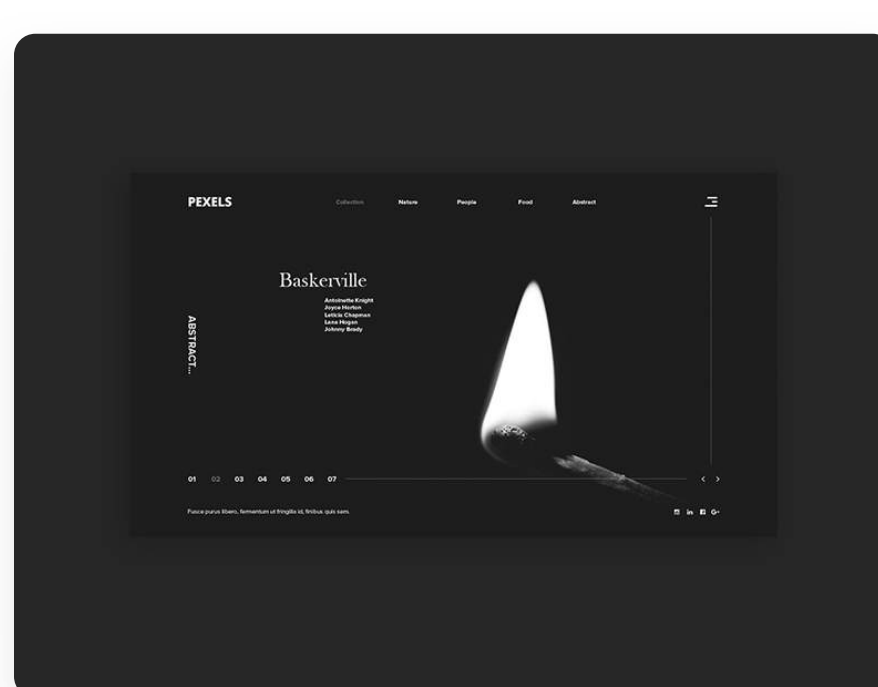 PEXELS
Collection Nature People Food Abstract
Baskerville
Antoinette Knight
Joyce Horton
Leticia Chapman
Lena Hogan
Johnny Brady
ABSTRACT...
01 02 03 04 05 06 07
Fusce purus libero, fermentum ut fringilla id, finibus quis sem.
in G+